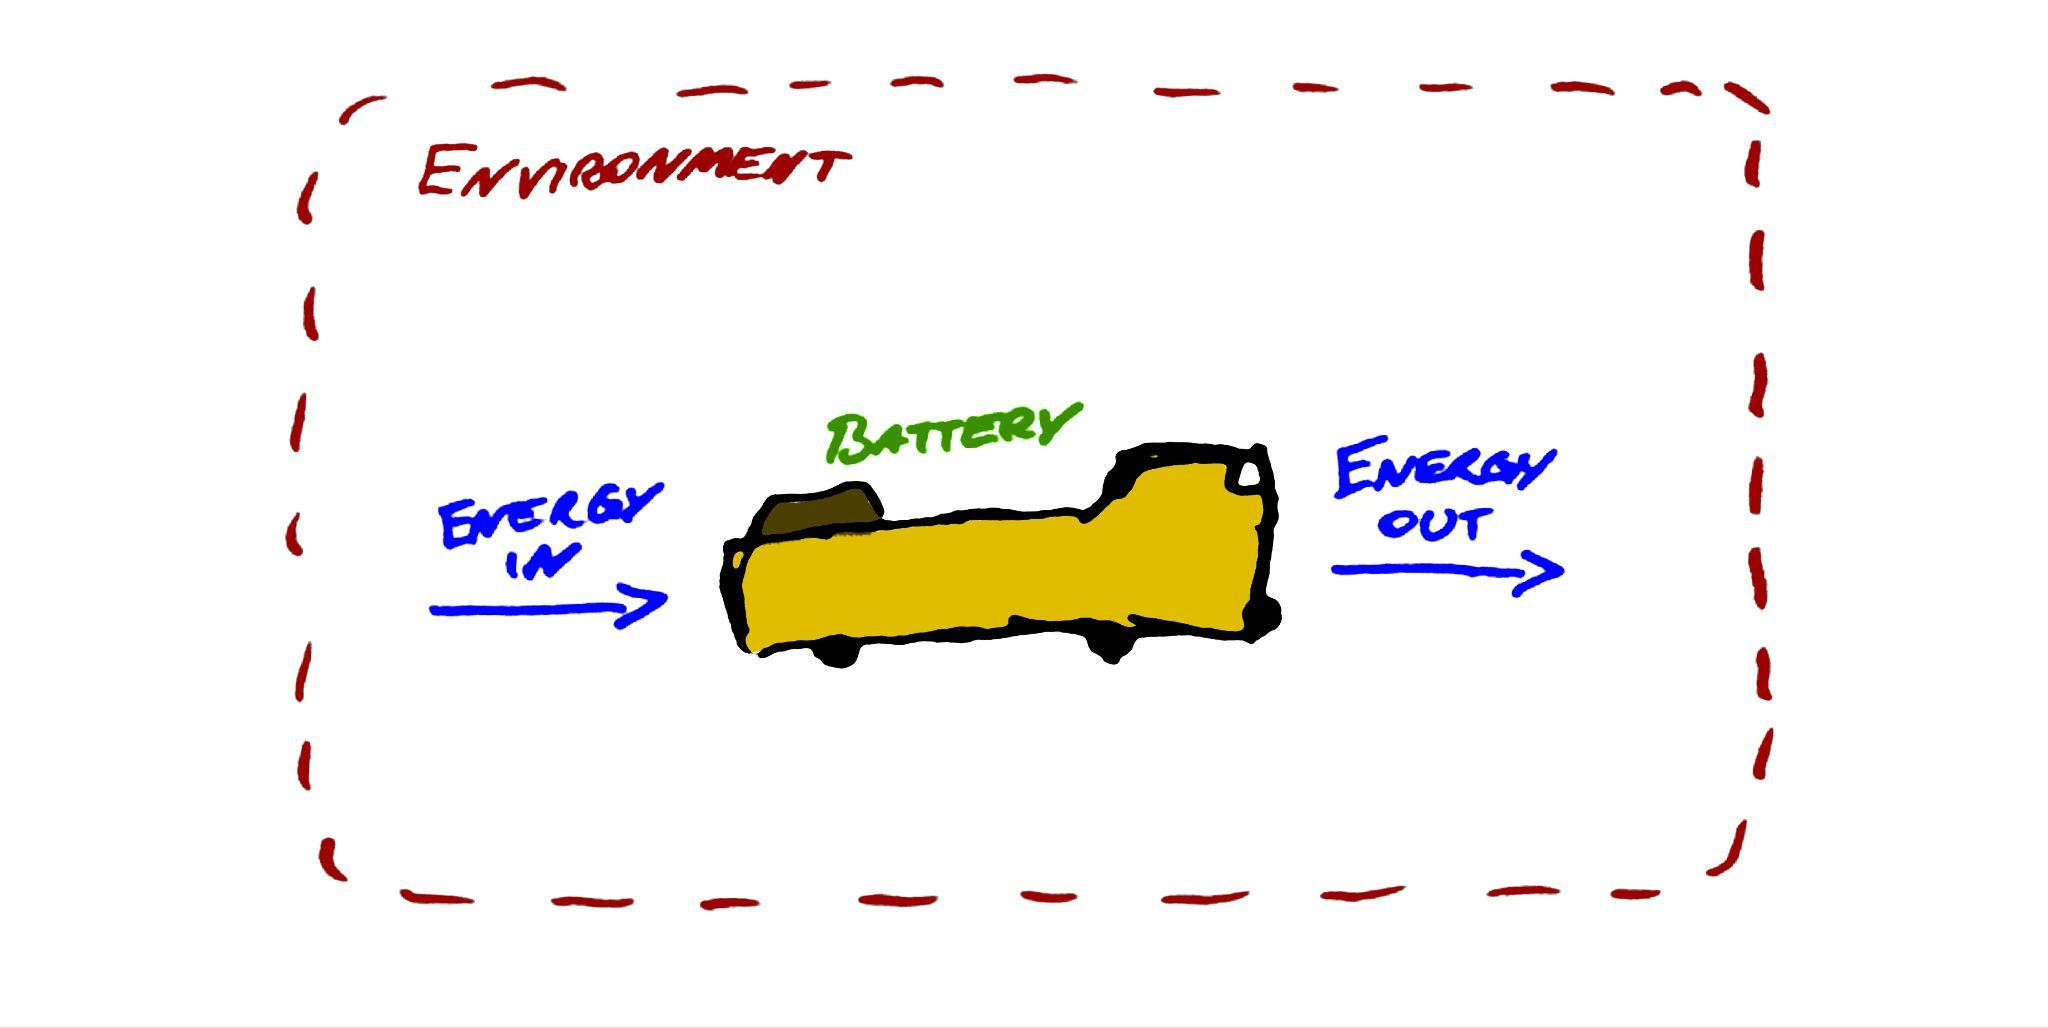 ENVIRONMENT
BATTERY
ENERGY
IN
ENERGY
OUT